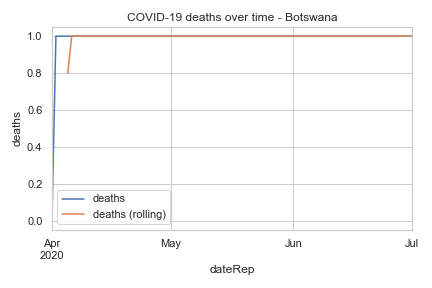 COVID-19 deaths over time - Botswana
1.0
0.8
0.6
0.4
0.2
0.0
deaths
deaths
deaths (rolling)
Apr
2020
May
Jun
Jul
dateRep